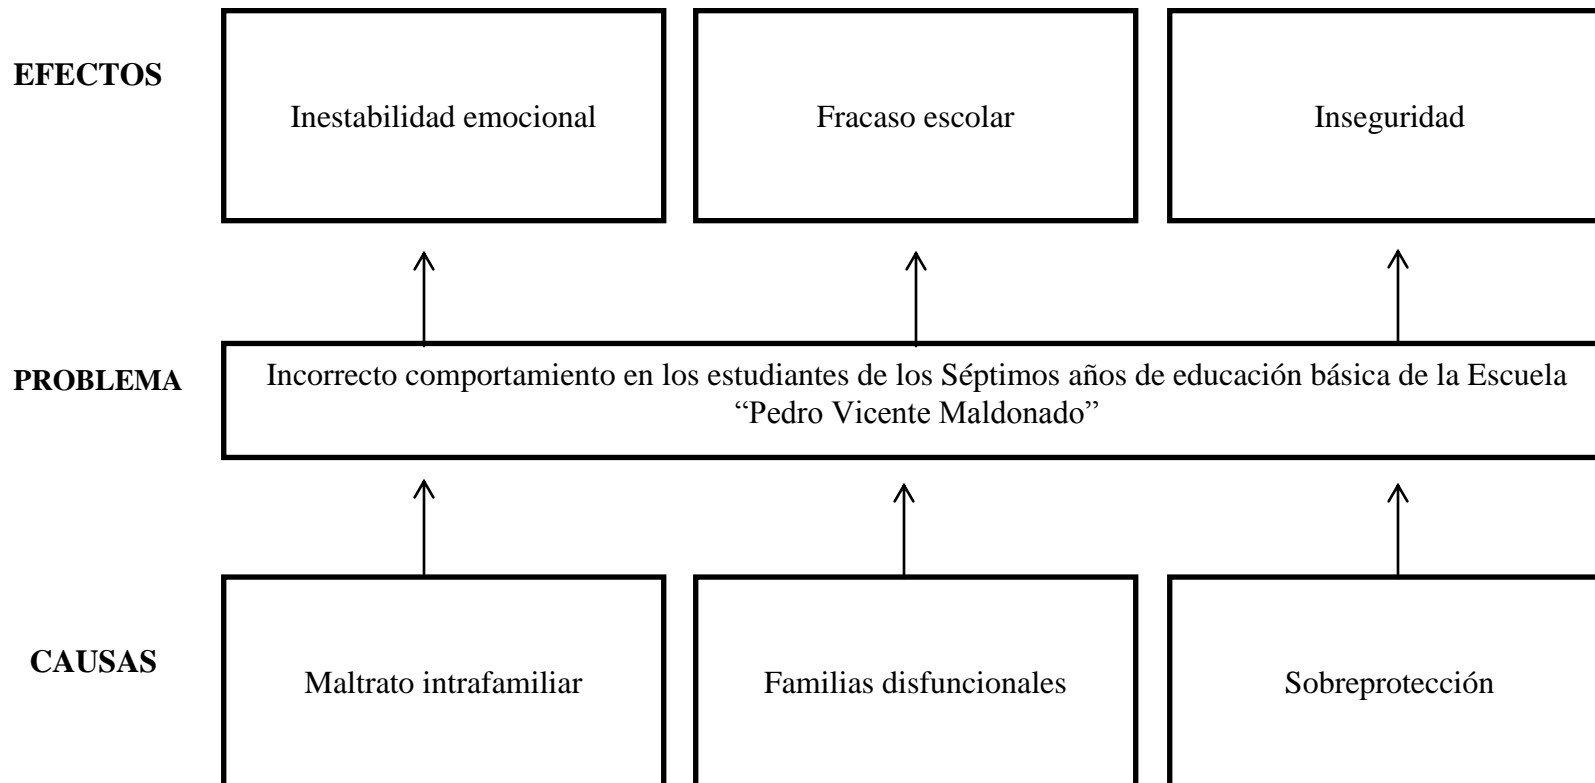 EFECTOS
Inestabilidad emocional
Fracaso escolar
Inseguridad
PROBLEMA
Incorrecto comportamiento en los estudiantes de los Séptimos años de educación básica de la Escuela
“Pedro Vicente Maldonado”
CAUSAS
Maltrato intrafamiliar
Familias disfuncionales
Sobreprotección